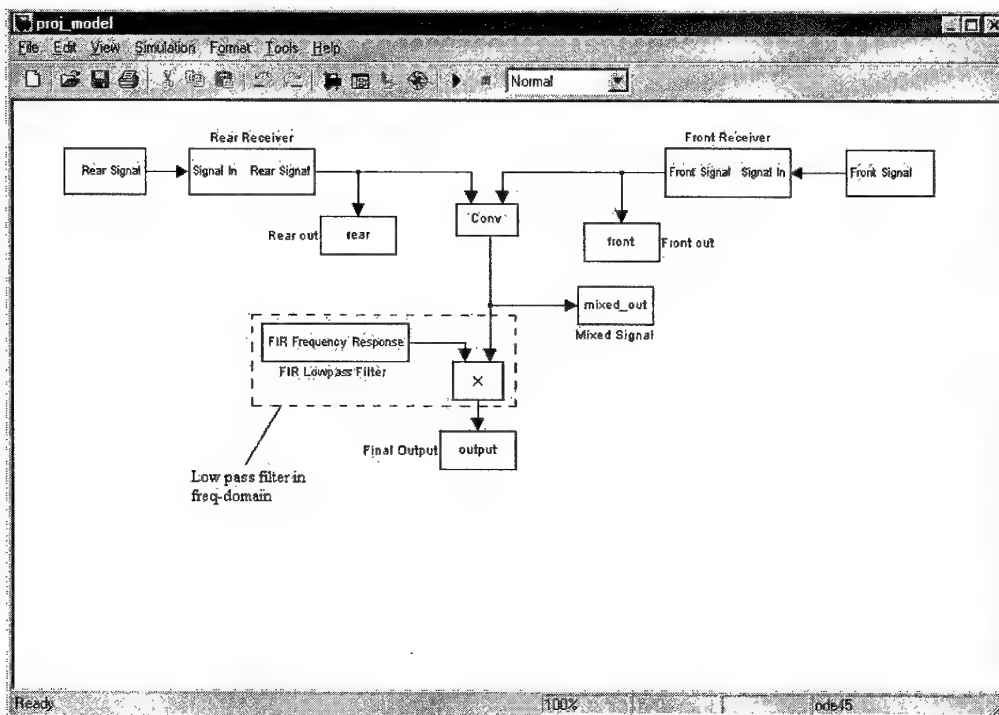 proj_model
File Edit View Simulation Format Tools Help
Normal
Rear Receiver
Front Receiver
Rear Signal
Signal In Rear Signal
Front Signal Signal In
Front Signal
Conv
Rear out
rear
front
Front out
mixed_out
Mixed Signal
FIR Frequency Response
FIR Lowpass Filter
×
Final Output
output
Low pass filter in
freq-domain
Ready
100%
ode45